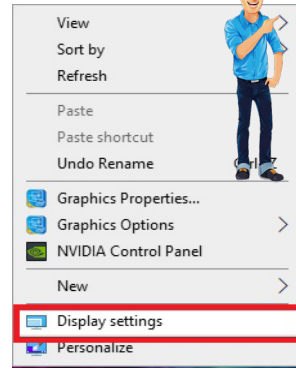 View
Sort by
Refresh
Paste
Paste shortcut
Undo Rename
Graphics Properties...
Graphics Options
NVIDIA Control Panel
New
Display settings
Personalize